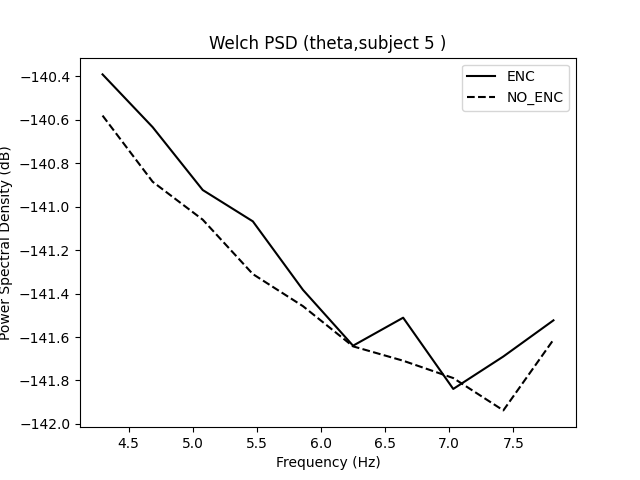 Welch PSD (theta,subject 5 )
ENC
NO_ENC
−140.4
−140.6
−140.8
−141.0
−141.2
−141.4
−141.6
−141.8
−142.0
Power Spectral Density (dB)
4.5 5.0 5.5 6.0 6.5 7.0 7.5
Frequency (Hz)